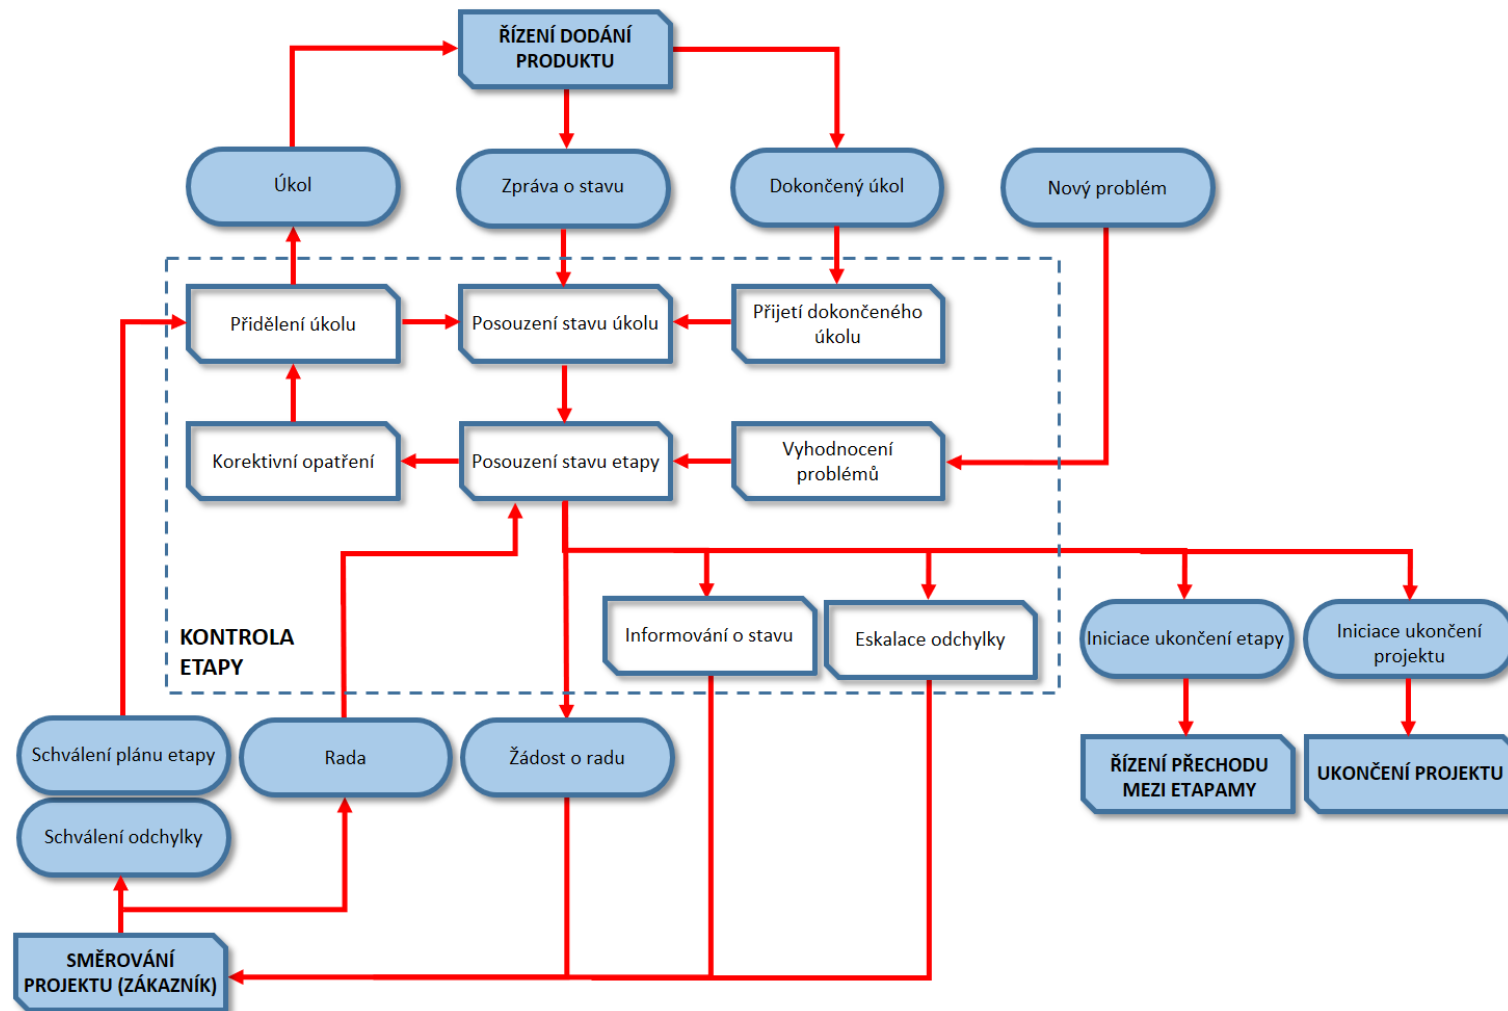 ŘÍZENÍ DODÁNÍ
PRODUKTU
Úkol
Zpráva o stavu
Dokončený úkol
Nový problém
Přidělení úkolu
Posouzení stavu úkolu
Přijetí dokončeného
úkolu
Korektivní opatření
Posouzení stavu etapy
Vyhodnocení
problémů
KONTROLA
ETAPY
Informování o stavu
Eskalace odchylky
Iniciace ukončení etapy
Iniciace ukončení
projektu
Schválení plánu etapy
Rada
Žádost o radu
ŘÍZENÍ PŘECHODU
MEZI ETAPAMY
UKONČENÍ PROJEKTU
Schválení odchylky
SMĚROVÁNÍ
PROJEKTU (ZÁKAZNÍK)